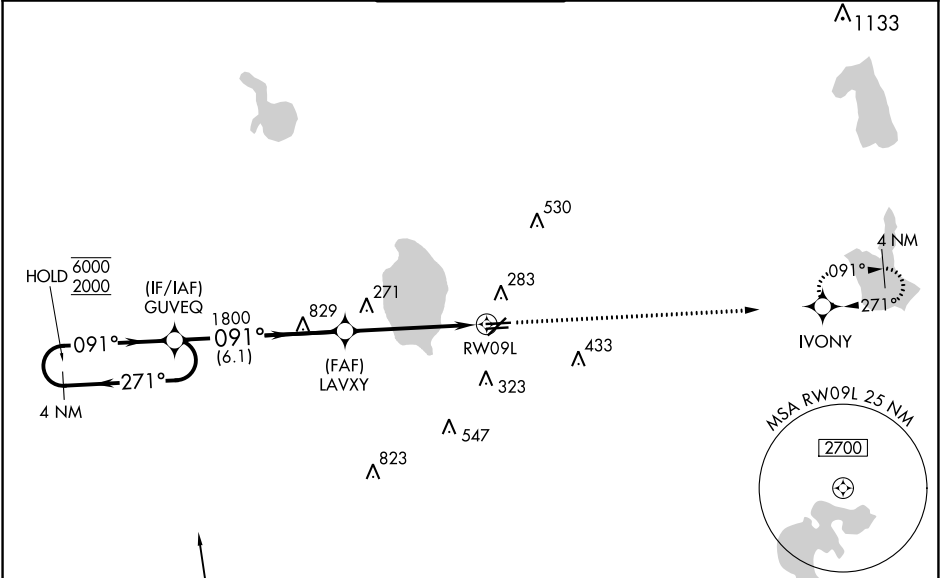 1133
530
4 NM
HOLD 6000
2000
(IF/IAF)
GUVEQ
091°
271°
271
283
1800
829
091°
091°
(6.1)
271°
4 NM
(FAF)
LAVXY
RW09L
IVONY
433
323
547
823
MSA RW09L 25 NM
2700